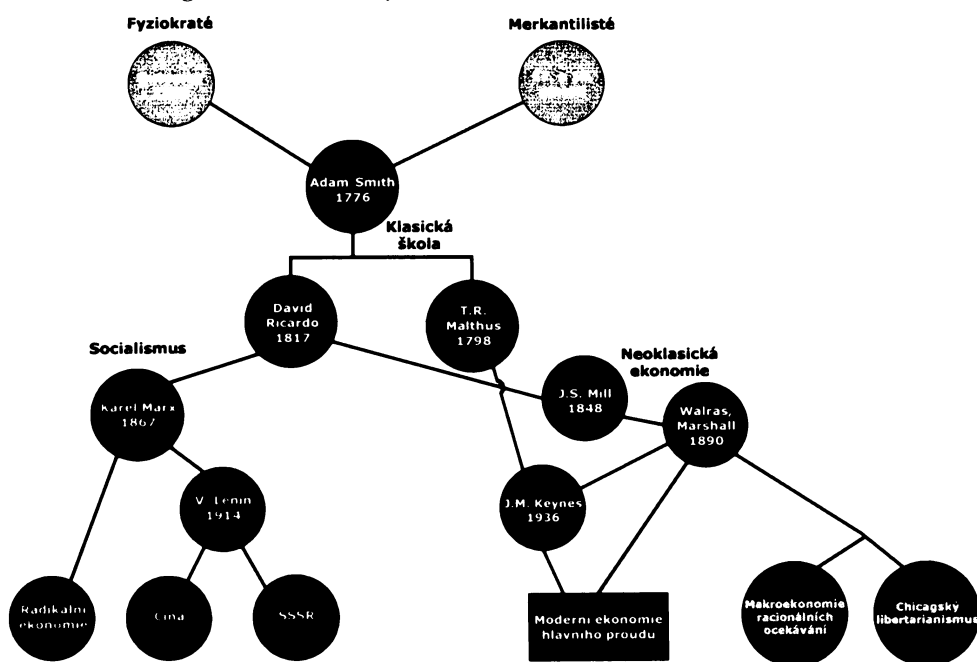 Fyziokraté
Merkantilisté
Adam Smith
1776
Klasická
škola
David
Ricardo
1817
T.R.
Malthus
1798
Socialismus
Neoklasická
ekonomie
Karel Marx
1867
J.S. Mill
1848
Walras,
Marshall
1890
V. Lenin
1914
J.M. Keynes
1936
Radikální
ekonomie
Čína
SSSR
Moderní ekonomie
hlavního proudu
Makroekonomie
racionálních
ocekávání
Chicagský
libertarianismus